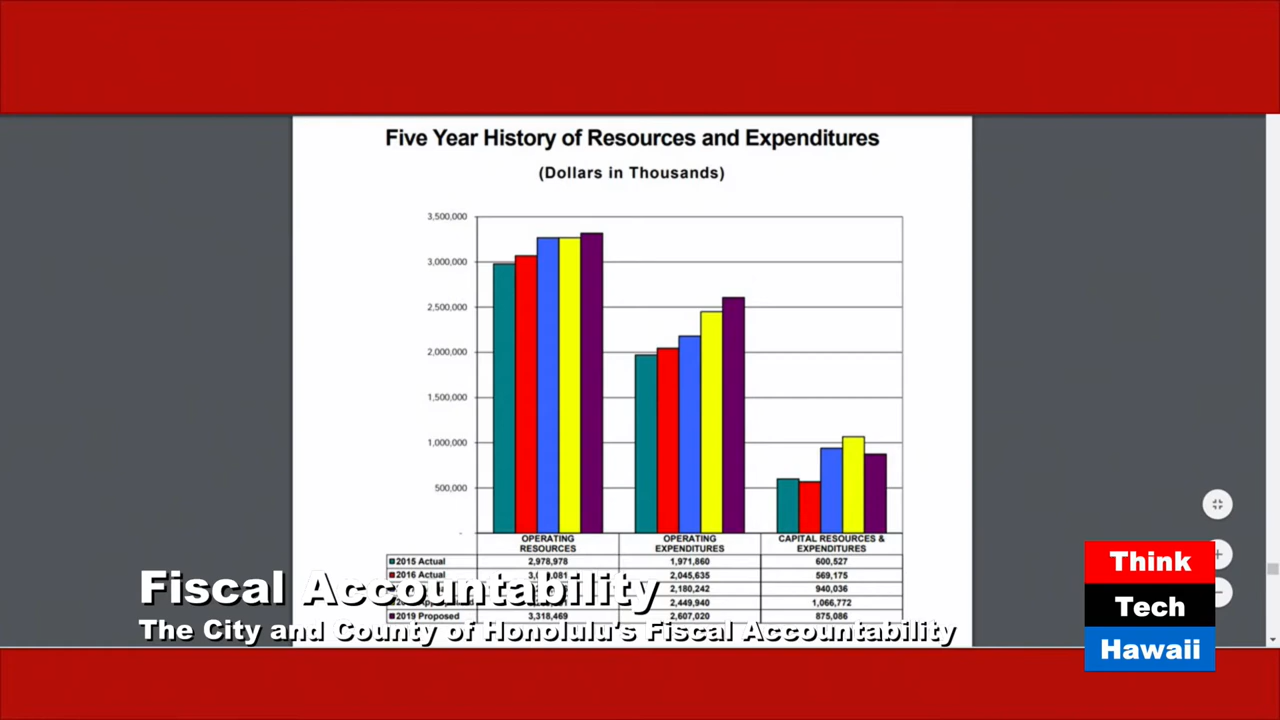 Five Year History of Resources and Expenditures
(Dollars in Thousands)
3,500,000
3,000,000
2,500,000
2,000,000
1,500,000
1,000,000
500,000
-
OPERATING RESOURCES OPERATING EXPENDITURES CAPITAL RESOURCES & EXPENDITURES
2015 Actual 2,978,978 1,971,860 600,527
2016 Actual 2,045,635 569,175
2,180,242 940,036
2,449,940 1,066,772
2019 Proposed 3,318,469 2,607,020 875,086
Fiscal Accountability
The City and County of Honolulu's Fiscal Accountability
Think
Tech
Hawaii